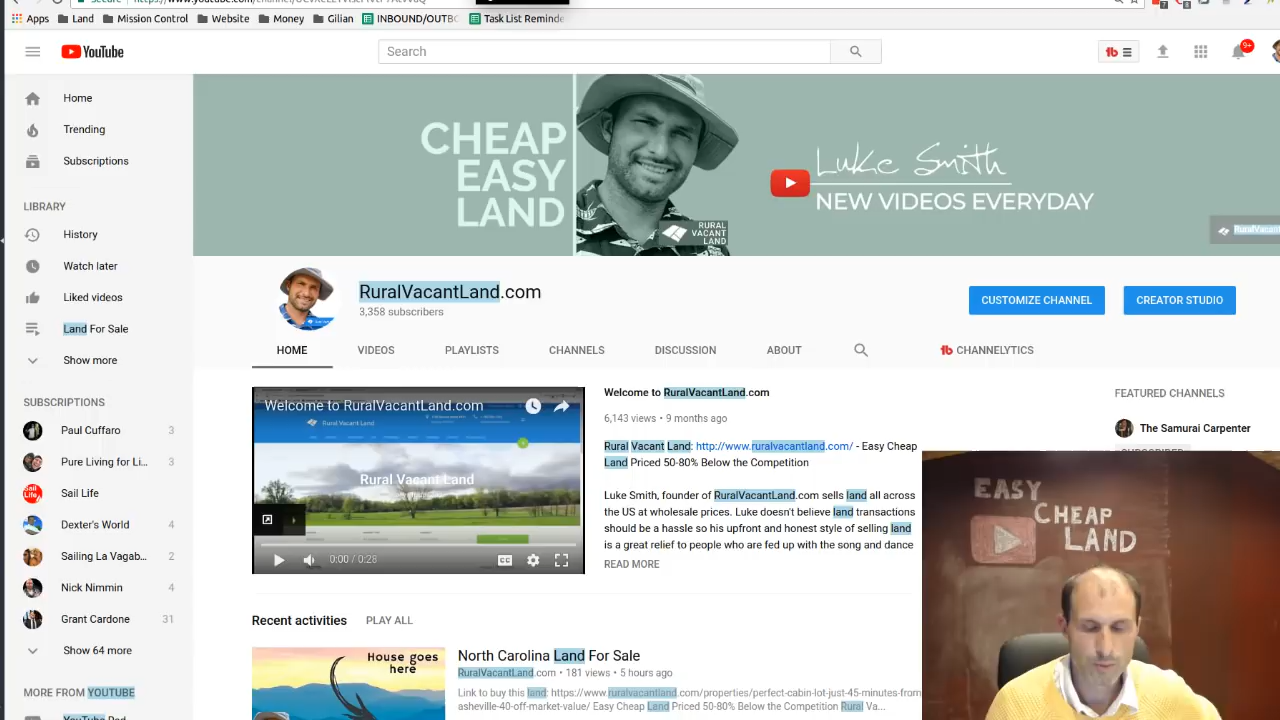 Apps Land Mission Control Website Money Gilian INBOUND/OUTBO Task List Reminde
YouTube
Search
9+
Home
Trending
Subscriptions
LIBRARY
History
Watch later
Liked videos
Land For Sale
Show more
SUBSCRIPTIONS
Paul Cuffaro 3
Pure Living for Li... 3
Sail Life
Dexter's World 4
Sailing La Vagab... 2
Nick Nimmin 4
Grant Cardone 31
Show 64 more
MORE FROM YOUTUBE
CHEAP
EASY
LAND
RURAL
VACANT
LAND
Luke Smith
NEW VIDEOS EVERYDAY
RuralVacant
RuralVacantLand.com
3,358 subscribers
CUSTOMIZE CHANNEL
CREATOR STUDIO
HOME VIDEOS PLAYLISTS CHANNELS DISCUSSION ABOUT CHANNELYTICS
Welcome to RuralVacantLand.com
Rural Vacant Land
Rural Vacant Land
0:00 / 0:28
Welcome to RuralVacantLand.com
6,143 views • 9 months ago
Rural Vacant Land: http://www.ruralvacantland.com/ - Easy Cheap
Land Priced 50-80% Below the Competition
Luke Smith, founder of RuralVacantLand.com sells land all across
the US at wholesale prices. Luke doesn't believe land transactions
should be a hassle so his upfront and honest style of selling land
is a great relief to people who are fed up with the song and dance
READ MORE
FEATURED CHANNELS
The Samurai Carpenter
EASY
CHEAP
LAND
Recent activities PLAY ALL
House goes
here
North Carolina Land For Sale
RuralVacantLand.com • 181 views • 5 hours ago
Link to buy this land: https://www.ruralvacantland.com/properties/perfect-cabin-lot-just-45-minutes-from
asheville-40-off-market-value/ Easy Cheap Land Priced 50-80% Below the Competition Rural Va...